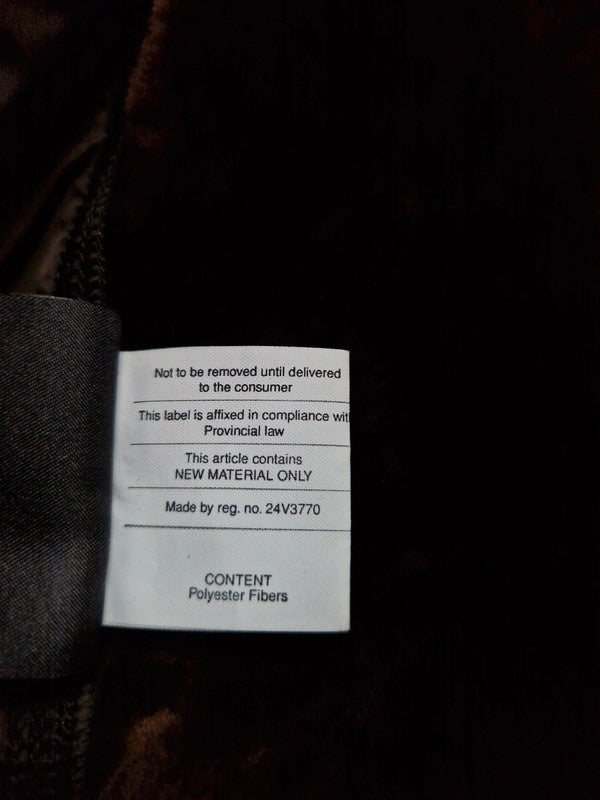 Not to be removed until delivered
to the consumer
This label is affixed in compliance wit
Provincial law
This article contains
NEW MATERIAL ONLY
Made by reg. no. 24V3770
CONTENT
Polyester Fibers